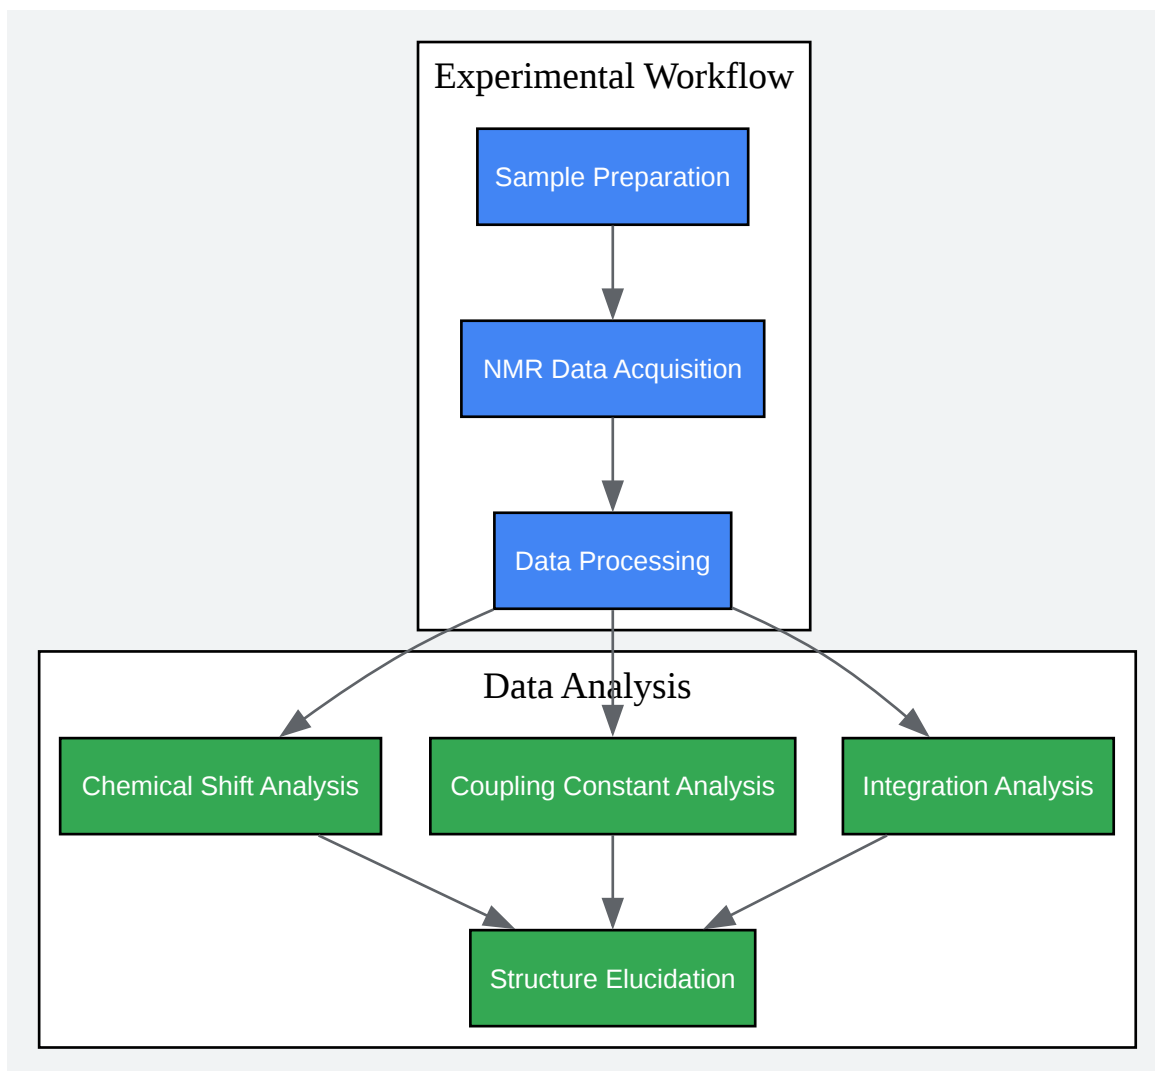 Experimental Workflow
Sample Preparation
NMR Data Acquisition
Data Processing
Data Analysis
Chemical Shift Analysis
Coupling Constant Analysis
Integration Analysis
Structure Elucidation